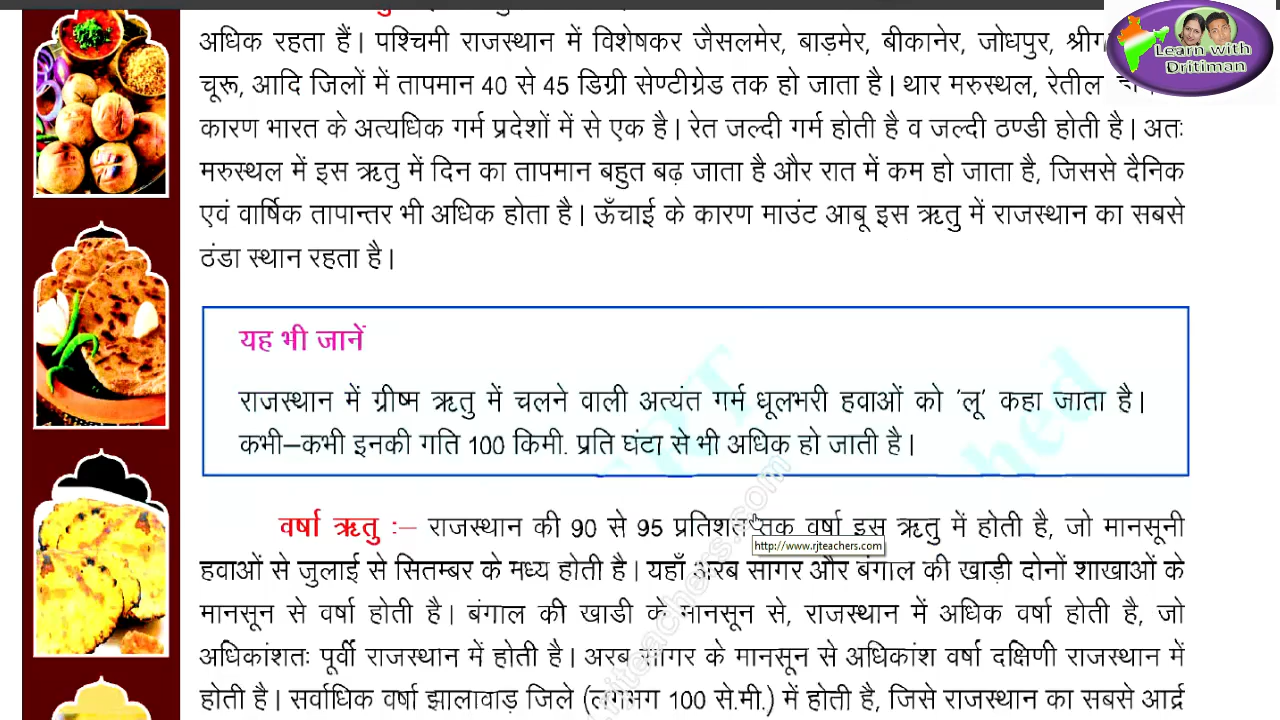 अधिक रहता हैं। पश्चिमी राजस्थान में विशेषकर जैसलमेर, बाड़मेर, बीकानेर, जोधपुर,
Learn with
Dritiman
चूरू, आदि जिलों में तापमान 40 से 45 डिग्री सेण्टीग्रेड तक हो जाता है। थार मरुस्थल, रेतील
कारण भारत के अत्यधिक गर्म प्रदेशों में से एक है। रेत जल्दी गर्म होती है व जल्दी ठण्डी होती है। अतः
मरुस्थल में इस ऋतु में दिन का तापमान बहुत बढ़ जाता है और रात में कम हो जाता है, जिससे दैनिक
एवं वार्षिक तापान्तर भी अधिक होता है। ऊँचाई के कारण माउंट आबू इस ऋतु में राजस्थान का सबसे
ठंडा स्थान रहता है।
यह भी जानें
राजस्थान में ग्रीष्म ऋतु में चलने वाली अत्यंत गर्म धूलभरी हवाओं को 'लू' कहा जाता है।
कभी–कभी इनकी गति 100 किमी. प्रति घंटा से भी अधिक हो जाती है।
वर्षा ऋतु :– राजस्थान की 90 से 95 प्रतिशत तक वर्षा इस ऋतु में होती है, जो मानसूनी
http://www.rjteachers.com
हवाओं से जुलाई से सितम्बर के मध्य होती है। यहाँ अरब सागर और बंगाल की खाड़ी दोनों शाखाओं के
मानसून से वर्षा होती है। बंगाल की खाडी के मानसून से, राजस्थान में अधिक वर्षा होती है, जो
अधिकांशतः पूर्वी राजस्थान में होती है। अरब सागर के मानसून से अधिकांश वर्षा दक्षिणी राजस्थान में
होती है। सर्वाधिक वर्षा झालावाड़ जिले (लगभग 100 से.मी.) में होती है, जिसे राजस्थान का सबसे आर्द्र